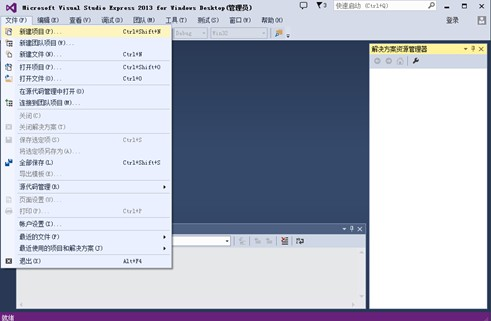 Microsoft Visual Studio Express 2013 for Windows Desktop(管理员)
3
快速启动 (Ctrl+Q)
文件(F) 编辑(E) 查看(V) 调试(D) 团队(M) 工具(T) 测试(S) 窗口(W) 帮助(H)
登录
Debug
Win32
新建项目(P)... Ctrl+Shift+N
新建团队项目(W)...
新建文件(W)... Ctrl+N
打开项目(P)... Ctrl+Shift+O
打开文件(O)... Ctrl+O
在源代码管理中打开(O)
连接到团队项目(M)...
关闭(C)
关闭解决方案(T)
保存选定项(S) Ctrl+S
将选定项另存为(A)...
全部保存(L) Ctrl+Shift+S
导出模板(E)...
源代码管理(R)
页面设置(U)...
打印(P)... Ctrl+P
帐户设置(I)...
最近的文件(F)
最近使用的项目和解决方案(J)
退出(X) Alt+F4
解决方案资源管理器
就绪